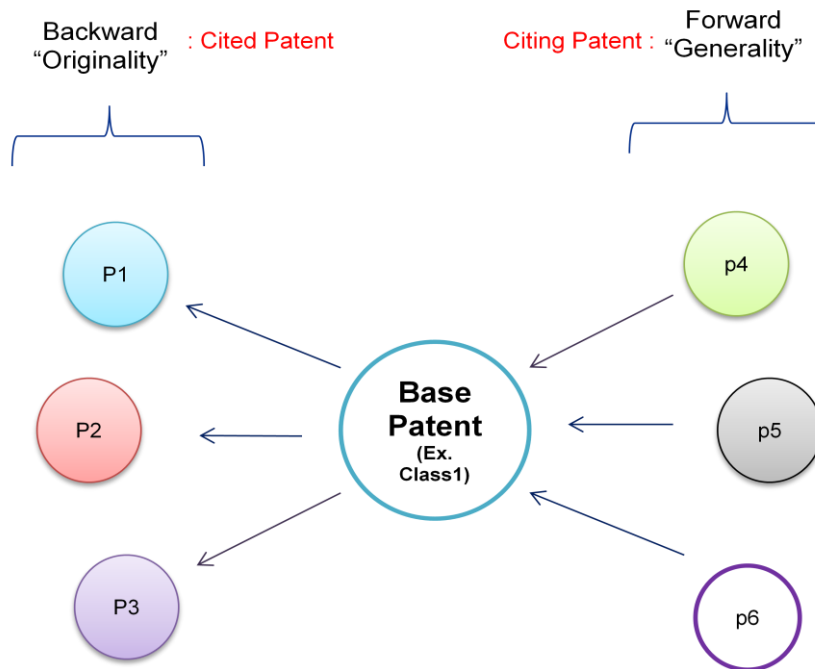 Backward
“Originality”
: Cited Patent
Citing Patent :
Forward
“Generality”
P1
p4
Base
Patent
(Ex.
Class1)
P2
p5
P3
p6